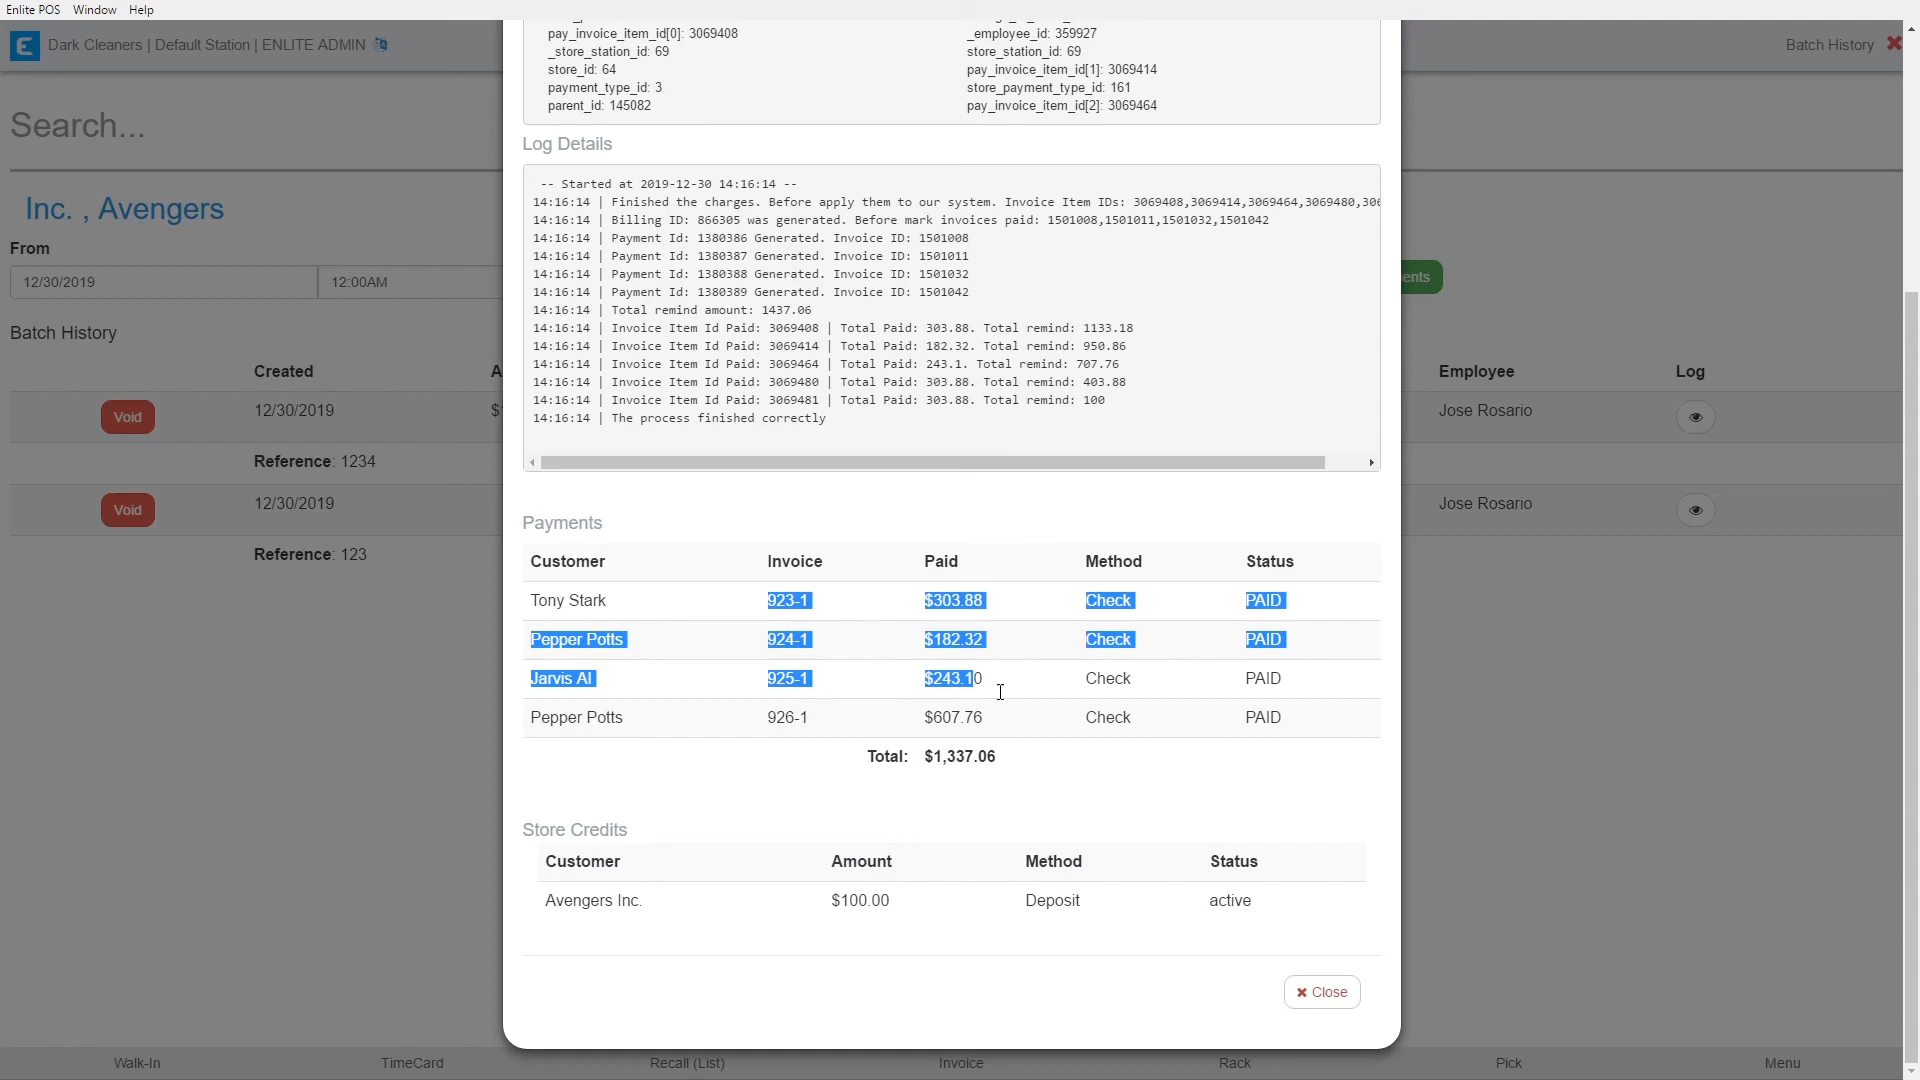 Enlite POS Window Help
Dark Cleaners | Default Station | ENLITE ADMIN
Batch History
Search...
Inc. , Avengers
From
12/30/2019 12:00AM
ents
Batch History
Created
Employee Log
Void 12/30/2019 Jose Rosario
Reference: 1234
Void 12/30/2019 Jose Rosario
Reference: 123
pay_invoice_item_id[0]: 3069408 _employee_id: 359927
_store_station_id: 69 store_station_id: 69
store_id: 64 pay_invoice_item_id[1]: 3069414
payment_type_id: 3 store_payment_type_id: 161
parent_id: 145082 pay_invoice_item_id[2]: 3069464
Log Details
-- Started at 2019-12-30 14:16:14 --
14:16:14 | Finished the charges. Before apply them to our system. Invoice Item IDs: 3069408,3069414,3069464,3069480,306
14:16:14 | Billing ID: 866305 was generated. Before mark invoices paid: 1501008,1501011,1501032,1501042
14:16:14 | Payment Id: 1380386 Generated. Invoice ID: 1501008
14:16:14 | Payment Id: 1380387 Generated. Invoice ID: 1501011
14:16:14 | Payment Id: 1380388 Generated. Invoice ID: 1501032
14:16:14 | Payment Id: 1380389 Generated. Invoice ID: 1501042
14:16:14 | Total remind amount: 1437.06
14:16:14 | Invoice Item Id Paid: 3069408 | Total Paid: 303.88. Total remind: 1133.18
14:16:14 | Invoice Item Id Paid: 3069414 | Total Paid: 182.32. Total remind: 950.86
14:16:14 | Invoice Item Id Paid: 3069464 | Total Paid: 243.1. Total remind: 707.76
14:16:14 | Invoice Item Id Paid: 3069480 | Total Paid: 303.88. Total remind: 403.88
14:16:14 | Invoice Item Id Paid: 3069481 | Total Paid: 303.88. Total remind: 100
14:16:14 | The process finished correctly
Payments
Customer Invoice Paid Method Status
Tony Stark 923-1 $303.88 Check PAID
Pepper Potts 924-1 $182.32 Check PAID
Jarvis AI 925-1 $243.10 Check PAID
Pepper Potts 926-1 $607.76 Check PAID
Total: $1,337.06
Store Credits
Customer Amount Method Status
Avengers Inc. $100.00 Deposit active
Close
Walk-In TimeCard Recall (List) Invoice Rack Pick Menu